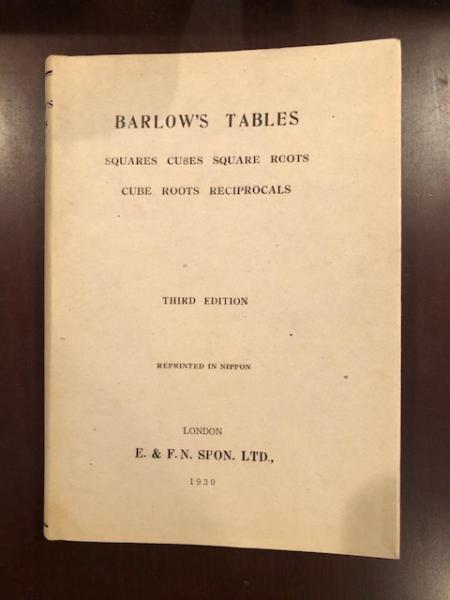 BARLOW'S TABLES
SQUARES CUBES SQUARE ROOTS
CUBE ROOTS RECIPROCALS
THIRD EDITION
REPRINTED IN NIPPON
LONDON
E. & F. N. SPON. LTD.,
1930